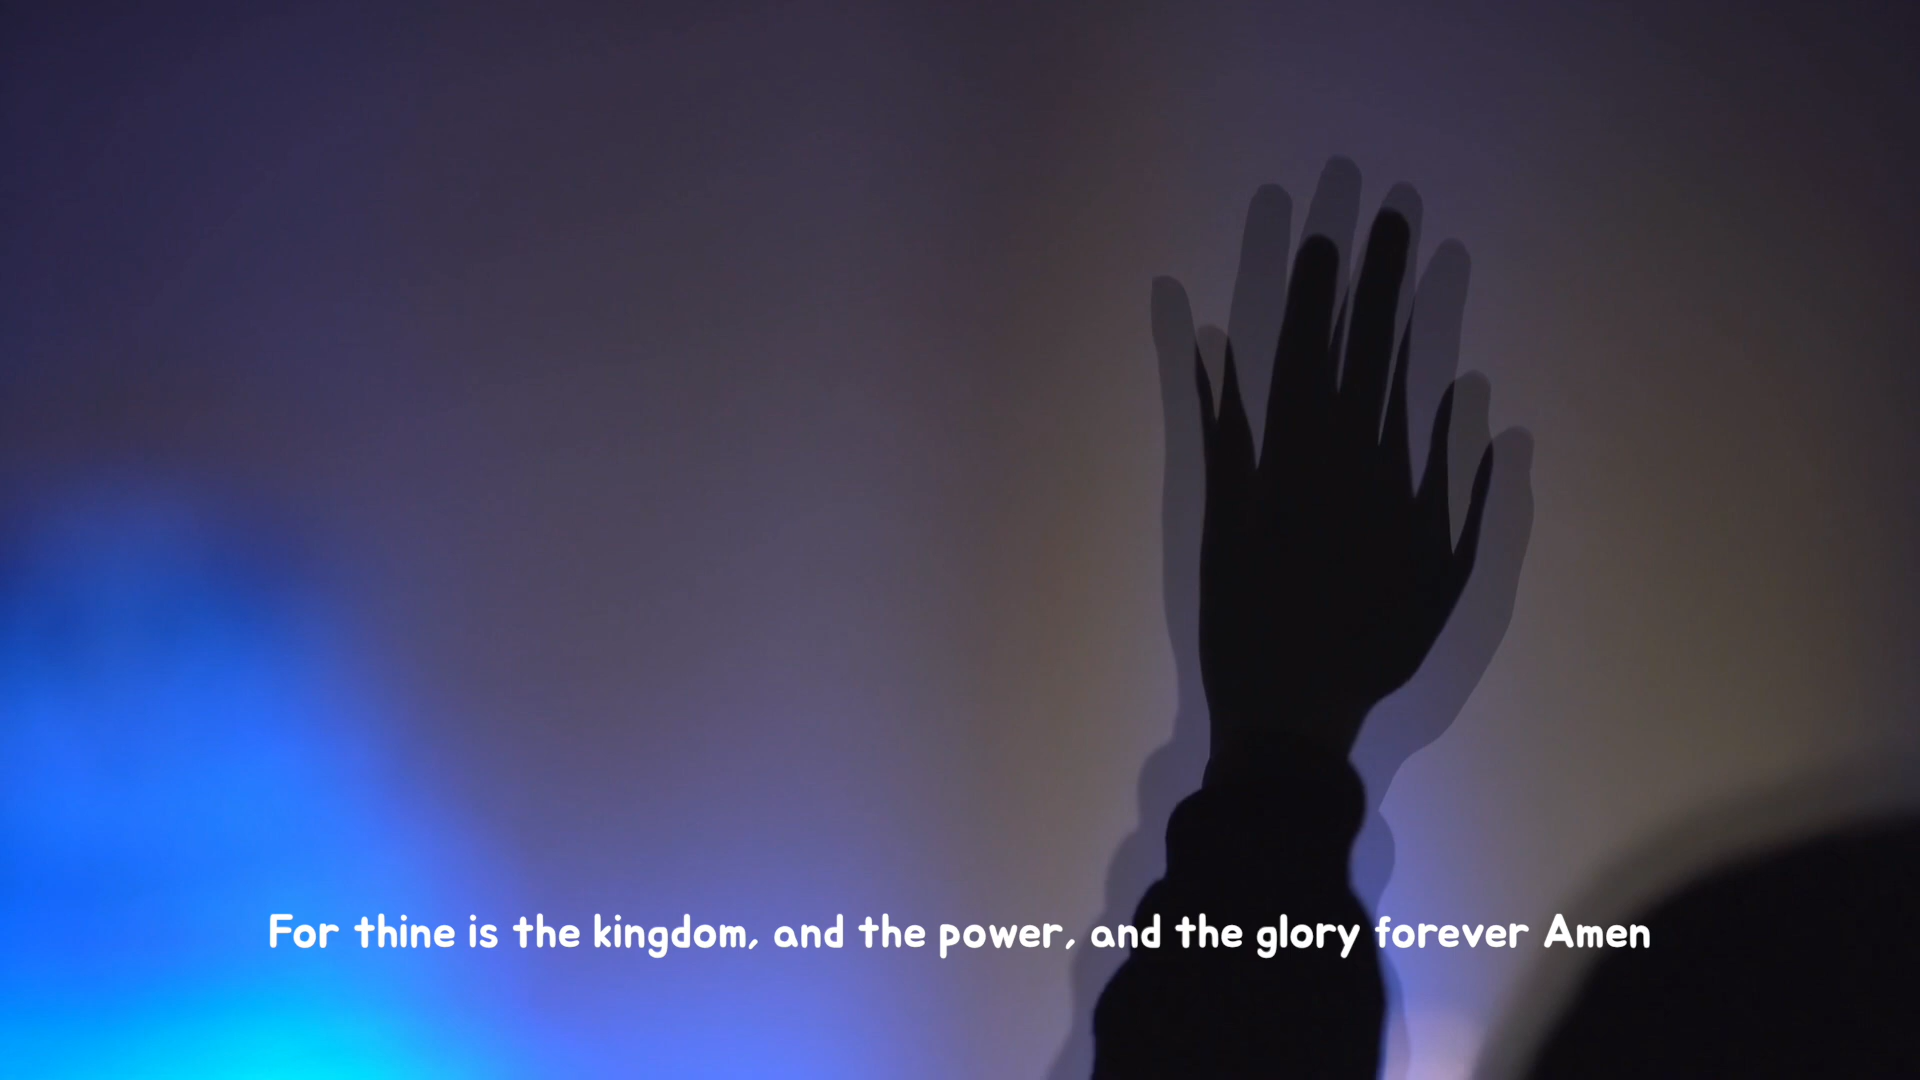 For thine is the kingdom, and the power, and the glory forever Amen